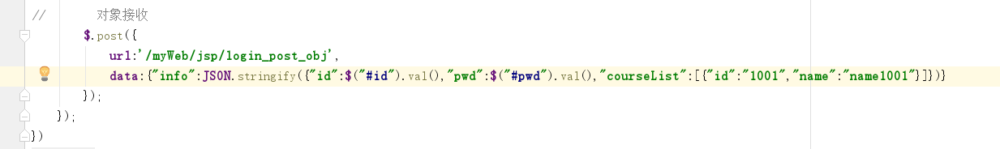 //        对象接收
$.post({
url:'/myWeb/jsp/login_post_obj',
data:{"info":JSON.stringify({"id":$("#id").val(),"pwd":$("#pwd").val(),"courseList":[{"id":"1001","name":"name1001"}]})}
});
});
})